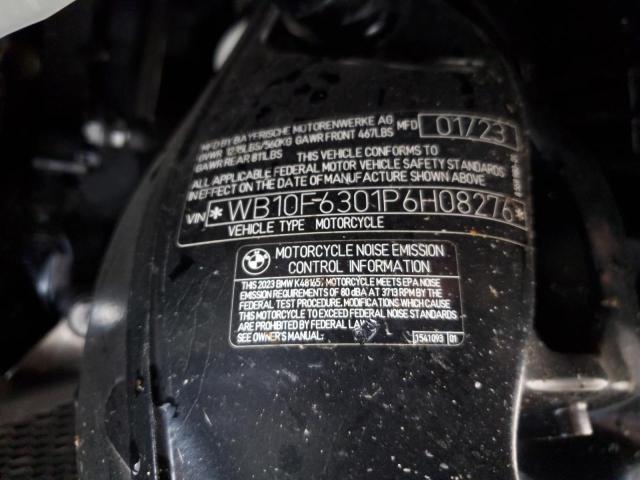 MFD BY BAYERISCHE MOTORENWERKE AG MFD 01/23
GVWR 1235LBS/560KG GAWR FRONT 467LBS
GAWR REAR 811LBS THIS VEHICLE CONFORMS TO
ALL APPLICABLE FEDERAL MOTOR VEHICLE SAFETY STANDARDS
IN EFFECT ON THE DATE OF MANUFACTURE SHOWN ABOVE.
VIN *WB10F6301P6H08276*
VEHICLE TYPE MOTORCYCLE
BMW
MOTORCYCLE NOISE EMISSION
CONTROL INFORMATION
THIS 2023 BMW K48165, MOTORCYCLE MEETS EPA NOISE
EMISSION REQUIREMENTS OF 80 dBA AT 3713 RPM BY THE
FEDERAL TEST PROCEDURE. MODIFICATIONS WHICH CAUSE
THIS MOTORCYCLE TO EXCEED FEDERAL NOISE STANDARDS
ARE PROHIBITED BY FEDERAL LAW.
SEE OWNER'S MANUAL. 1541093 01